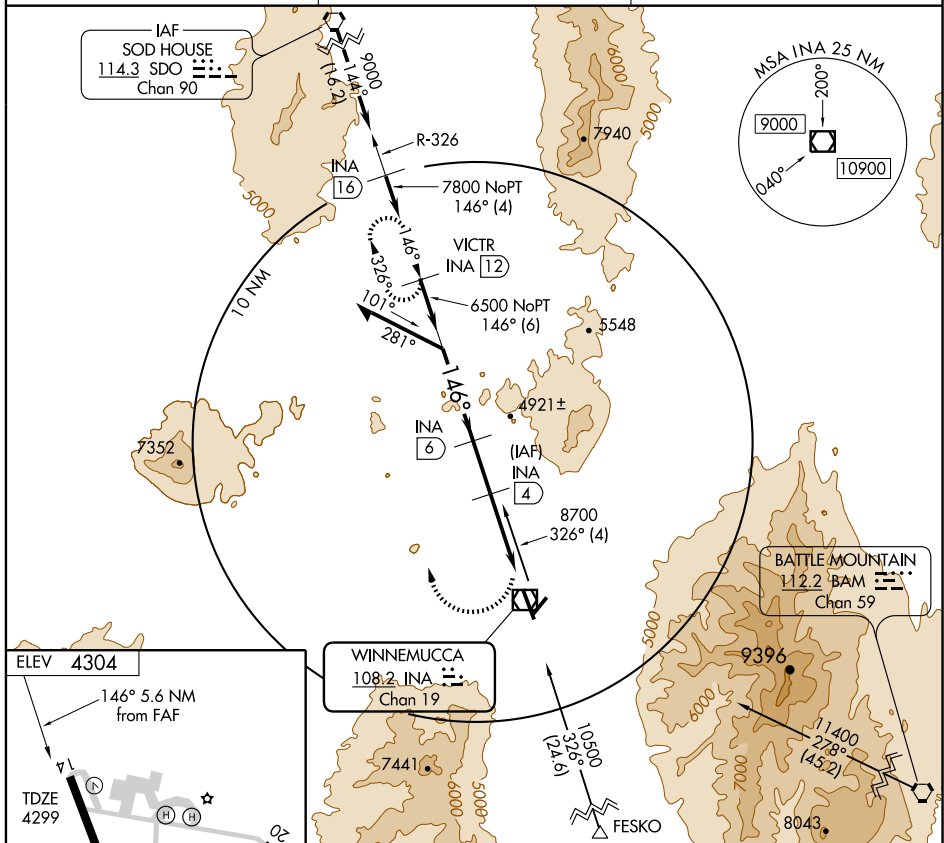 IAF
SOD HOUSE
114.3 SDO
Chan 90
9000
144°
(16.2)
R-326
INA
16
7800 NoPT
146° (4)
6000
5000
7940
MSA INA 25 NM
200°
9000
040°
10900
5000
10 NM
146°
326°
VICTR
INA 12
6500 NoPT
146° (6)
101°
281°
5548
146°
4921±
7352
INA
6
(IAF)
INA
4
8700
326° (4)
BATTLE MOUNTAIN
112.2 BAM
Chan 59
5000
9396
6000
11400
278°
(45.2)
7000
8043
WINNEMUCCA
108.2 INA
Chan 19
10500
326°
(24.6)
FESKO
7441
6000
5000
ELEV 4304
146° 5.6 NM
from FAF
14
TDZE
4299
H
H
20